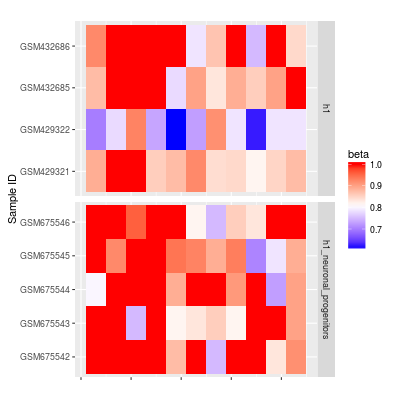 GSM432686
GSM432685
GSM429322
GSM429321
h1
GSM675546
GSM675545
GSM675544
GSM675543
GSM675542
h1_neuronal_progenitors
Sample ID
beta
1.0
0.9
0.8
0.7